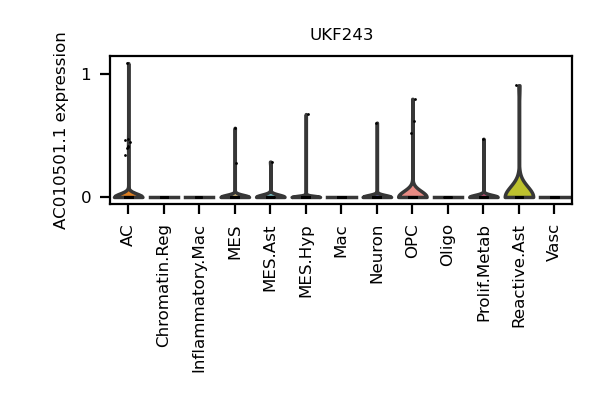 UKF243
AC010501.1 expression
1
0
AC
Chromatin.Reg
Inflammatory.Mac
MES
MES.Ast
MES.Hyp
Mac
Neuron
OPC
Oligo
Prolif.Metab
Reactive.Ast
Vasc